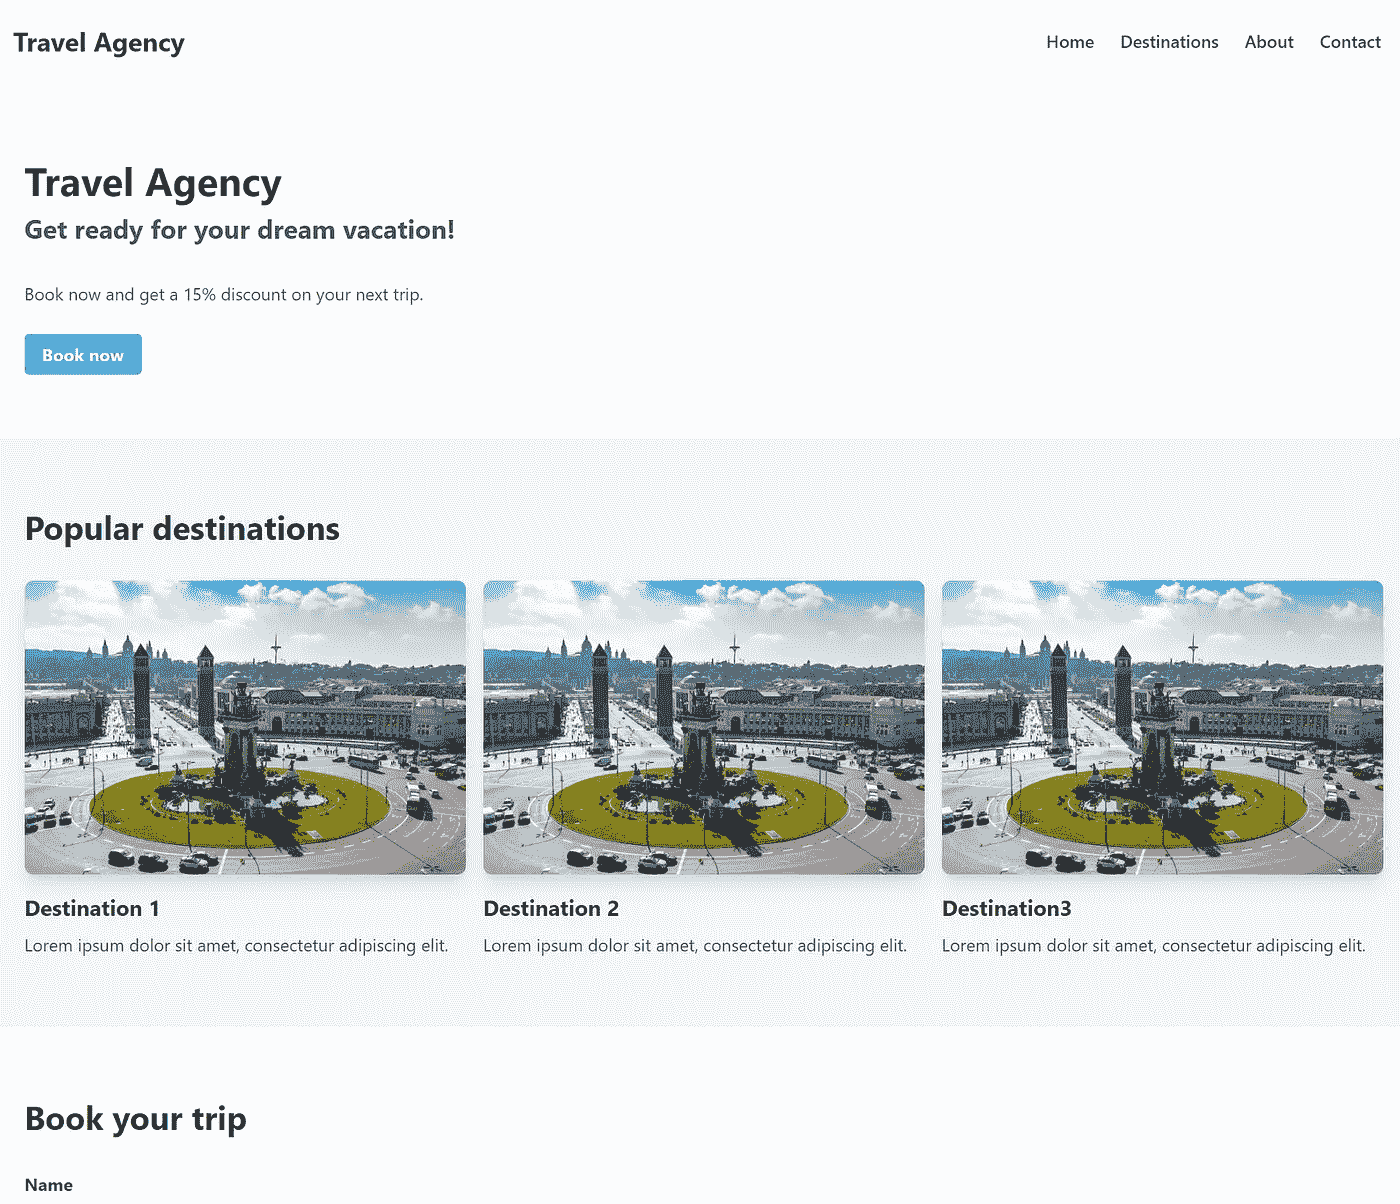 Travel Agency
Home Destinations About Contact
Travel Agency
Get ready for your dream vacation!
Book now and get a 15% discount on your next trip.
Book now
Popular destinations
Destination 1
Lorem ipsum dolor sit amet, consectetur adipiscing elit.
Destination 2
Lorem ipsum dolor sit amet, consectetur adipiscing elit.
Destination3
Lorem ipsum dolor sit amet, consectetur adipiscing elit.
Book your trip
Name